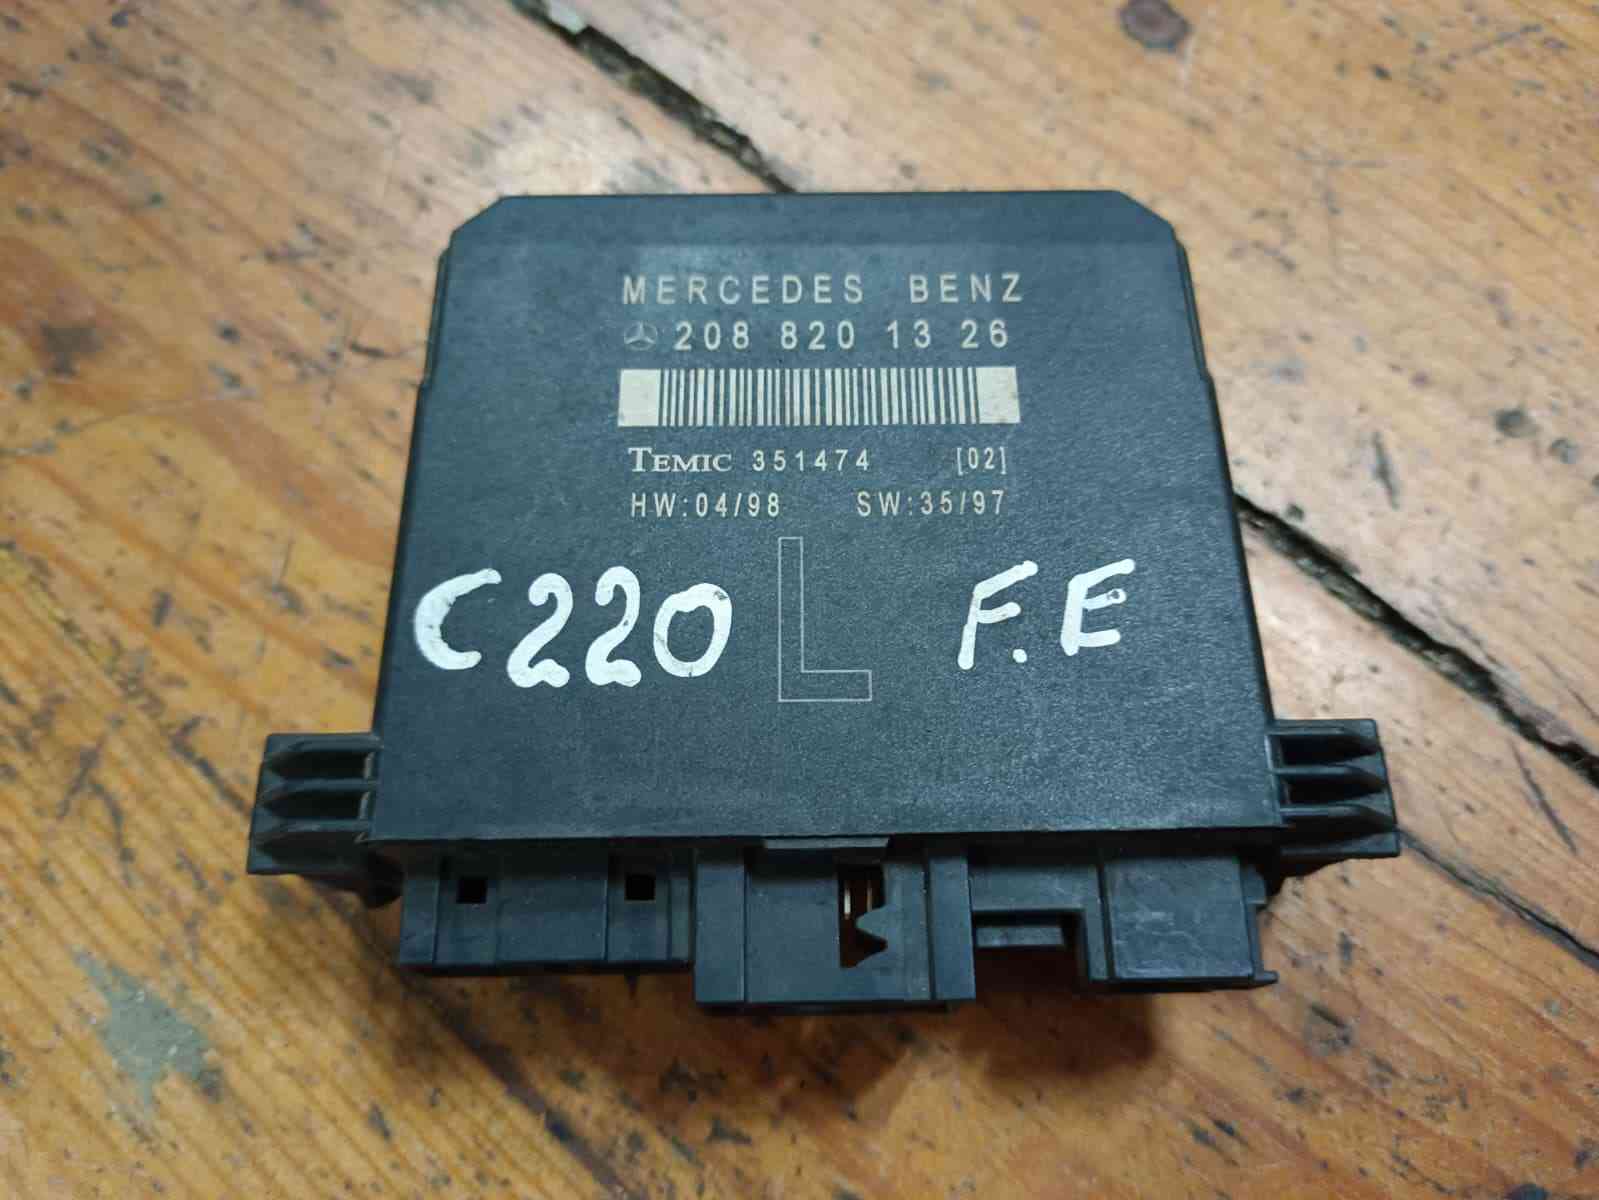 MERCEDES BENZ
208 820 13 26
TEMIC 351474 [02]
HW:04/98 SW:35/97
C220 L F.E